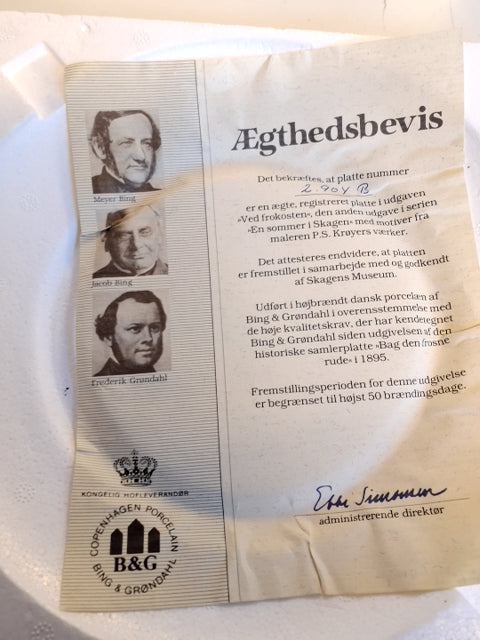 Ægthedsbevis
Det bekræftes, at platte nummer
2.904 B
er en ægte, registreret platte i udgaven
»Ved frokosten«, den anden udgave i serien
»En sommer i Skagen« med motiver fra
maleren P.S. Krøyers værker.
Det attesteres endvidere, at platten
er fremstillet i samarbejde med og godkendt
af Skagens Museum.
Udført i højbrændt dansk porcelæn af
Bing & Grøndahl i overensstemmelse med
de høje kvalitetskrav, der har kendetegnet
Bing & Grøndahl siden udgivelsen af den
historiske samlerplatte »Bag den frosne
rude« i 1895.
Fremstillingsperioden for denne udgivelse
er begrænset til højst 50 brændingsdage.
administrerende direktør
Meyer Bing
Jacob Bing
Frederik Grøndahl
KONGELIG HOFLEVERANDØR
COPENHAGEN PORCELAIN
B&G
BING & GRØNDAHL